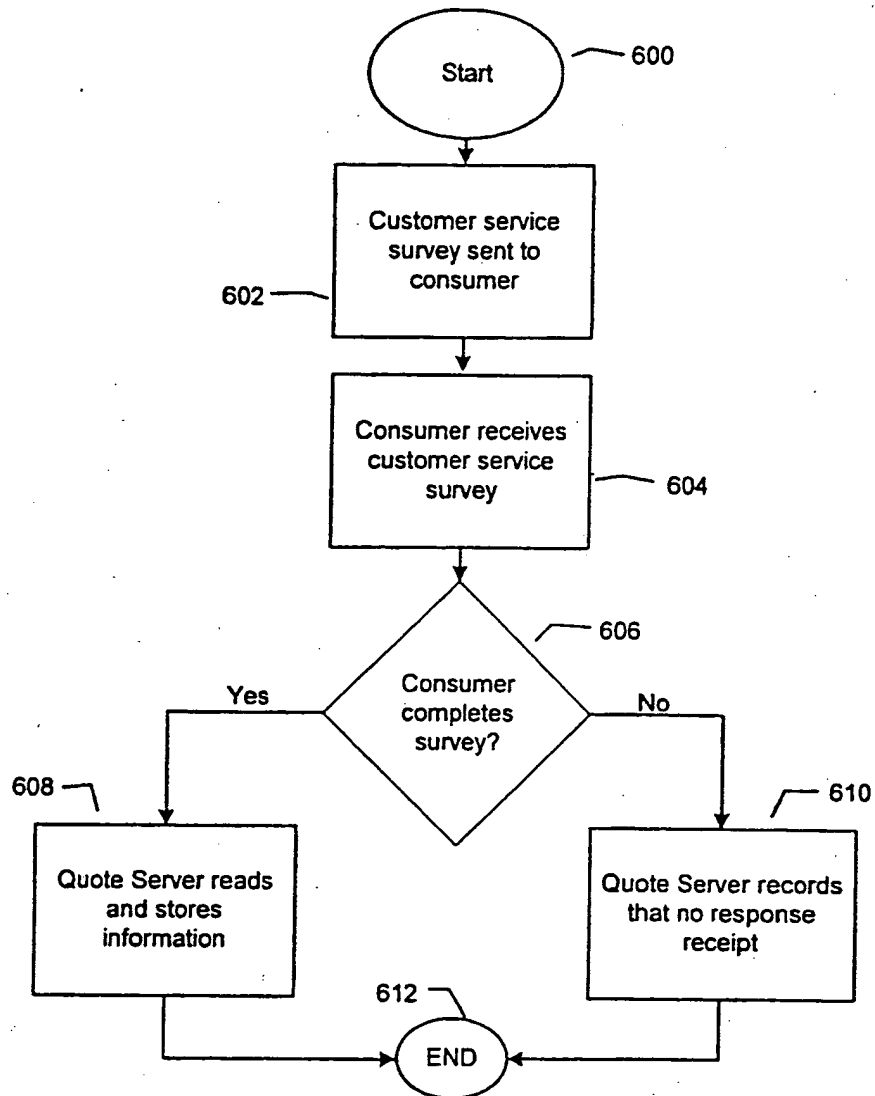 Start
600
Customer service
survey sent to
consumer
602
Consumer receives
customer service
survey
604
606
Consumer
completes
survey?
Yes
No
608
610
Quote Server reads
and stores
information
Quote Server records
that no response
receipt
612
END